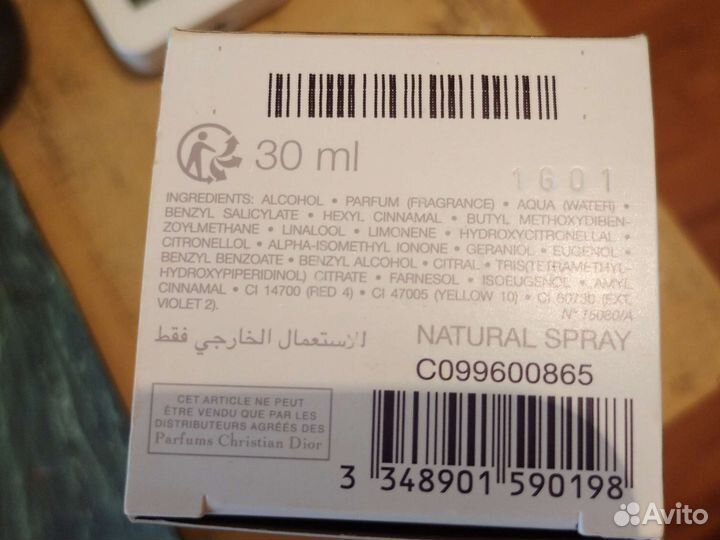 30 ml
1G01
INGREDIENTS: ALCOHOL • PARFUM (FRAGRANCE) • AQUA (WATER) •
BENZYL SALICYLATE • HEXYL CINNAMAL • BUTYL METHOXYDIBEN-
ZOYLMETHANE • LINALOOL • LIMONENE • HYDROXYCITRONELLAL •
CITRONELLOL • ALPHA-ISOMETHYL IONONE • GERANIOL • EUGENOL •
BENZYL BENZOATE • BENZYL ALCOHOL • CITRAL • TRIS(TETRAMETHYL-
HYDROXYPIPERIDINOL) CITRATE • FARNESOL • ISOEUGENOL • AMYL
CINNAMAL • CI 14700 (RED 4) • CI 47005 (YELLOW 10) • CI 60730 (EXT.
VIOLET 2).
N° 15080/A
للاستعمال الخارجي فقط
NATURAL SPRAY
C099600865
CET ARTICLE NE PEUT
ÊTRE VENDU QUE PAR LES
DISTRIBUTEURS AGRÉÉS DES
Parfums Christian Dior
3 348901 590198
Avito